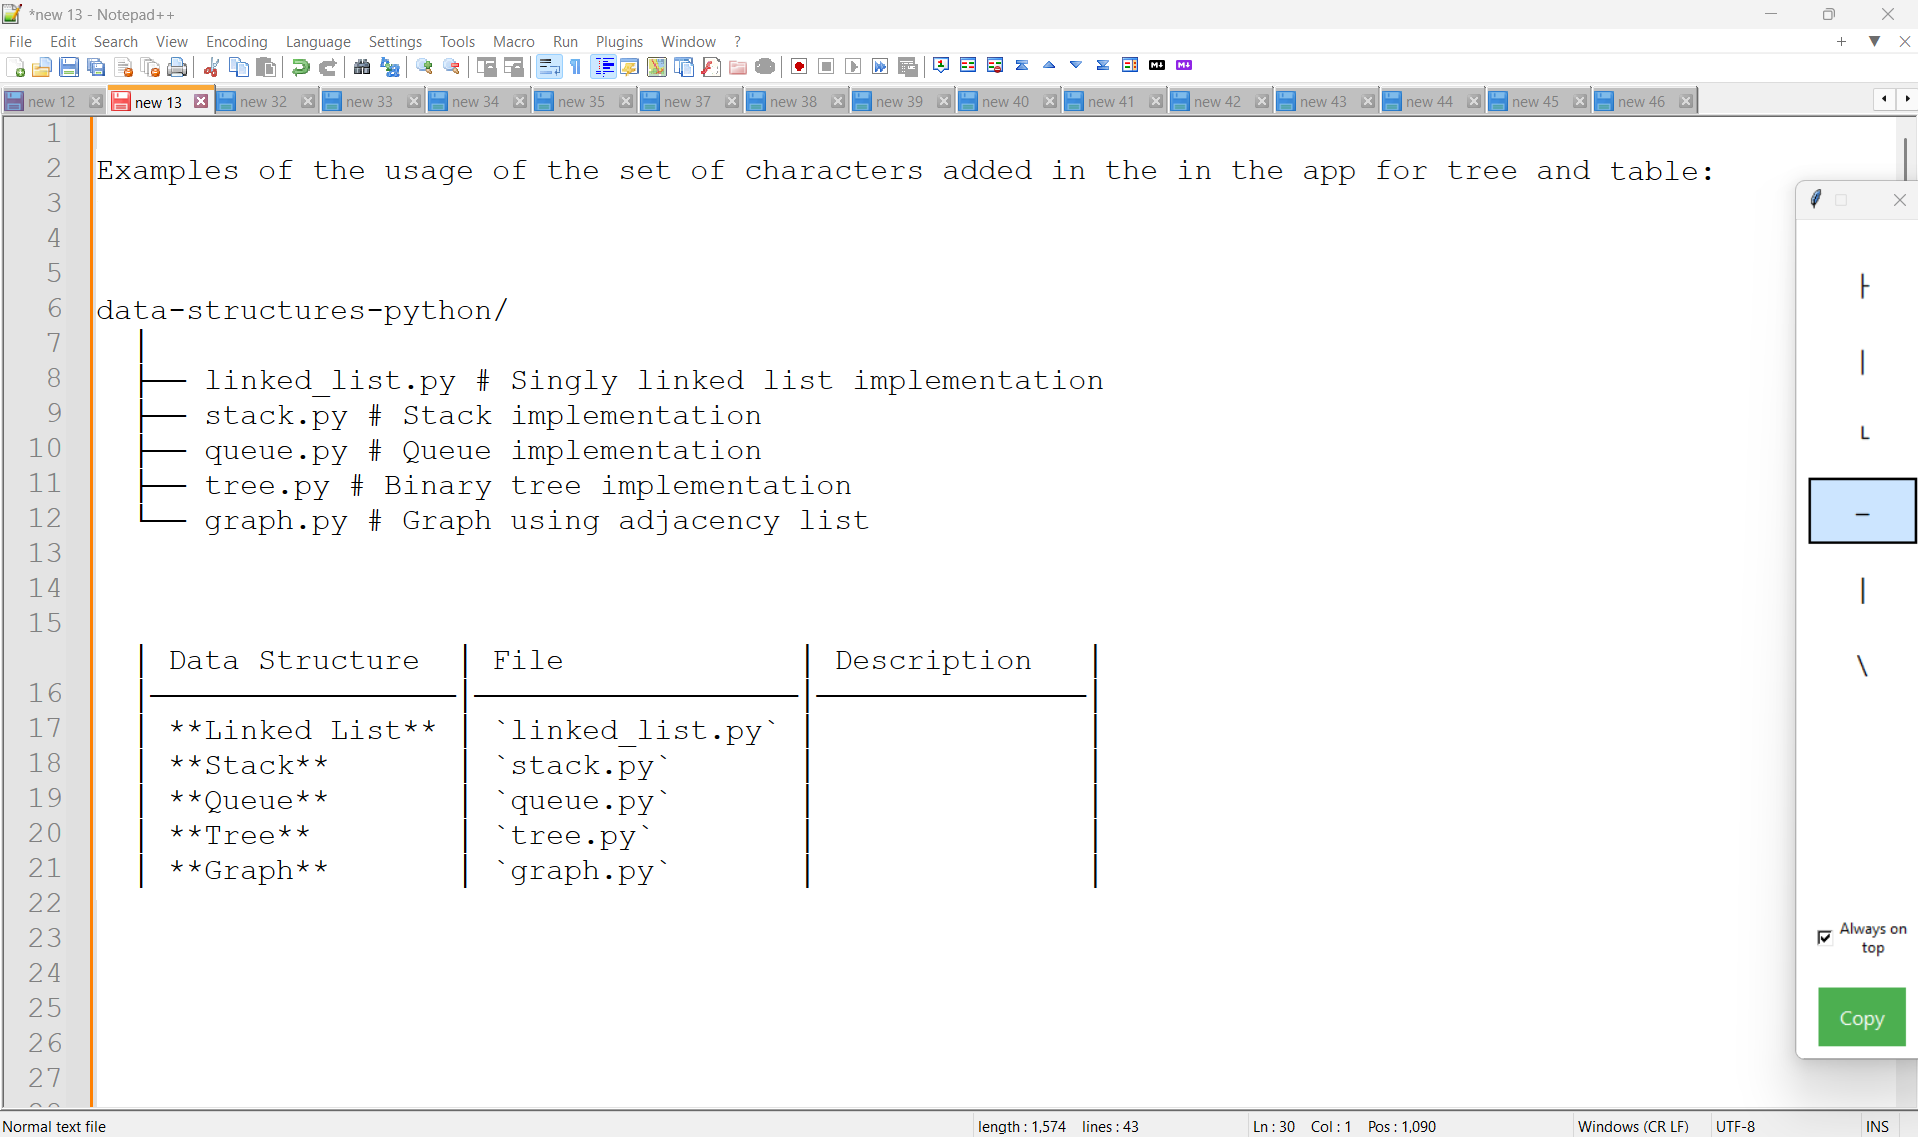 *new 13 - Notepad++
File Edit Search View Encoding Language Settings Tools Macro Run Plugins Window ?
new 12 new 13 new 32 new 33 new 34 new 35 new 37 new 38 new 39 new 40 new 41 new 42 new 43 new 44 new 45 new 46
1
2 Examples of the usage of the set of characters added in the in the app for tree and table:
3
4
5
6 data-structures-python/
7 │
8 ├── linked_list.py # Singly linked list implementation
9 ├── stack.py # Stack implementation
10 ├── queue.py # Queue implementation
11 ├── tree.py # Binary tree implementation
12 └── graph.py # Graph using adjacency list
13
14
15
│ Data Structure │ File │ Description │
16 │─────────────────│──────────────────│───────────────│
17 │ **Linked List** │ `linked_list.py` │ │
18 │ **Stack** │ `stack.py` │ │
19 │ **Queue** │ `queue.py` │ │
20 │ **Tree** │ `tree.py` │ │
21 │ **Graph** │ `graph.py` │ │
22
23
24
25
26
27
├
│
└
─
|
\
Always on
top
Copy
Normal text file length : 1,574 lines : 43 Ln : 30 Col : 1 Pos : 1,090 Windows (CR LF) UTF-8 INS